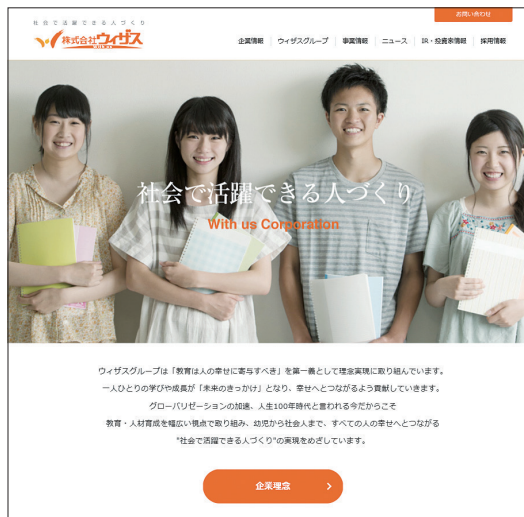 社会で活躍できる人づくり
株式会社ウィザス
お問い合わせ
企業情報 ウィザスグループ 事業情報 ニュース IR・投資家情報 採用情報
社会で活躍できる人づくり
With us Corporation
ウィザスグループは「教育は人の幸せに寄与すべき」を第一義として理念実現に取り組んでいます。
一人ひとりの学びや成長が「未来のきっかけ」となり、幸せへとつながるよう貢献していきます。
グローバリゼーションの加速、人生100年時代と言われる今だからこそ
教育・人材育成を幅広い視点で取り組み、幼児から社会人まで、すべての人の幸せへとつながる
"社会で活躍できる人づくり"の実現をめざしています。
企業理念